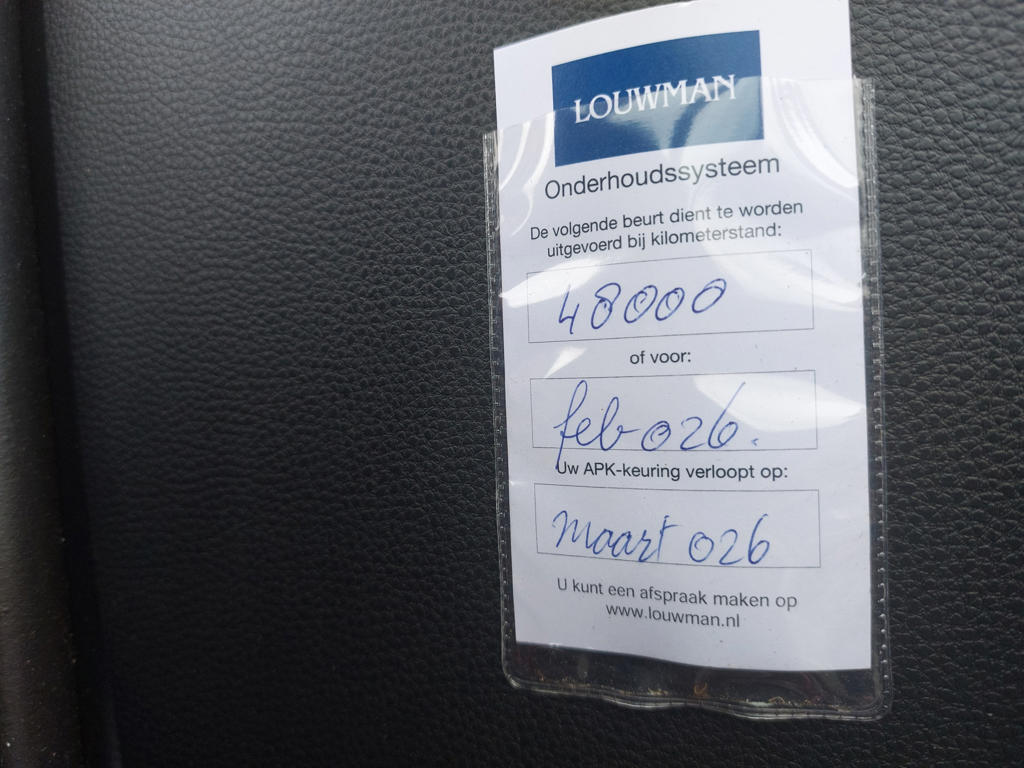 LOUWMAN
Onderhoudssysteem
De volgende beurt dient te worden
uitgevoerd bij kilometerstand:
48000
of voor:
feb 026.
Uw APK-keuring verloopt op:
maart 026
U kunt een afspraak maken op
www.louwman.nl